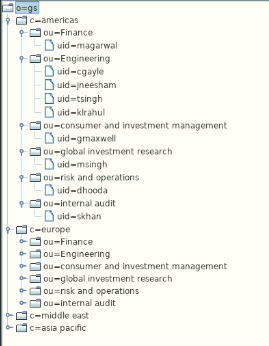 o=gs
c=americas
ou=Finance
uid=magarwal
ou=Engineering
uid=cgayle
uid=jneesham
uid=tsingh
uid=klrahul
ou=consumer and investment management
uid=gmaxwell
ou=global investment research
uid=msingh
ou=risk and operations
uid=dhooda
ou=internal audit
uid=skhan
c=europe
ou=Finance
ou=Engineering
ou=consumer and investment management
ou=global investment research
ou=risk and operations
ou=internal audit
c=middle east
c=asia pacific